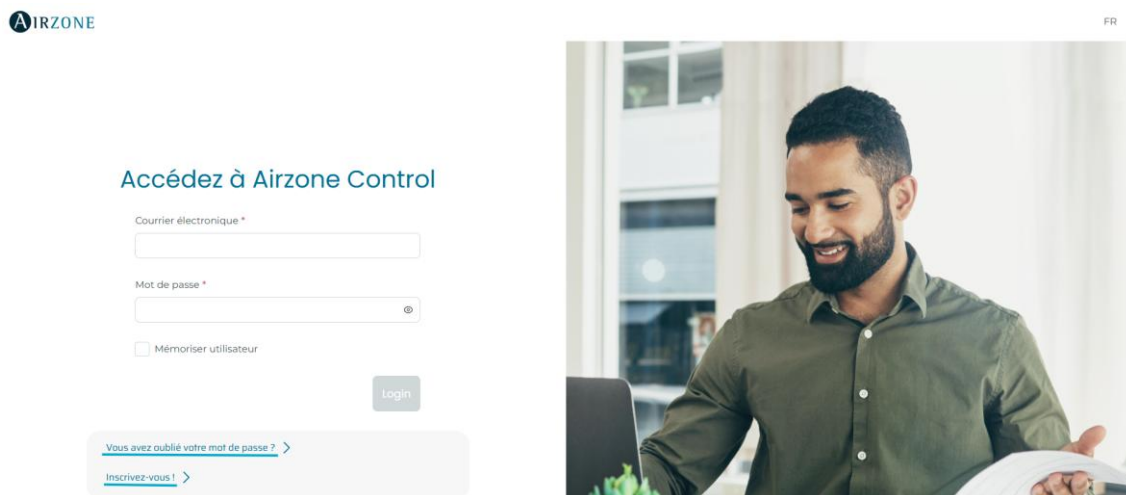 AIRZONE
FR
Accédez à Airzone Control
Courrier électronique *
Mot de passe *
Mémoriser utilisateur
Login
Vous avez oublié votre mot de passe ?
Inscrivez-vous !